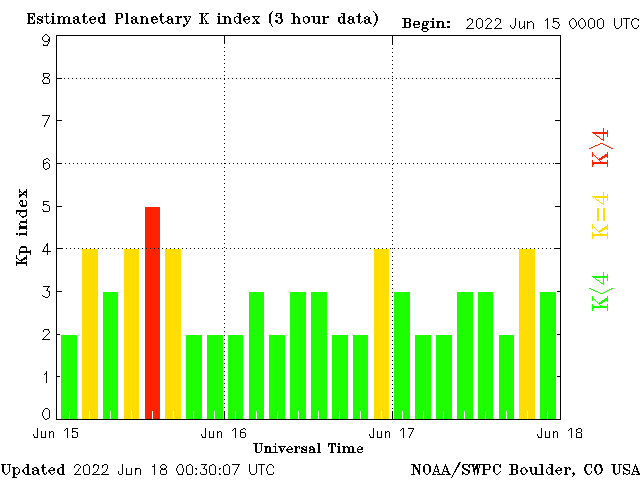 Estimated Planetary K index (3 hour data) Begin: 2022 Jun 15 0000 UTC
9
8
7
6
5
4
3
2
1
0
Kp index
K>4
K=4
K<4
Jun 15 Jun 16 Jun 17 Jun 18
Universal Time
Updated 2022 Jun 18 00:30:07 UTC NOAA/SWPC Boulder, CO USA